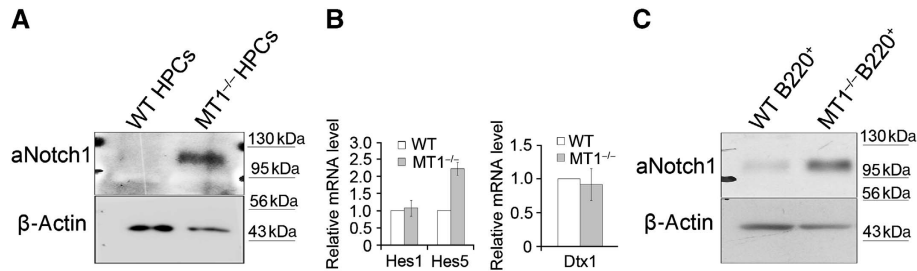 A
WT HPCs
MT1⁻/⁻ HPCs
aNotch1
130 kDa
95 kDa
56 kDa
β-Actin
43 kDa
B
Relative mRNA level
3.0
2.5
2.0
1.5
1.0
0.5
0
WT
MT1⁻/⁻
Hes1 Hes5
Relative mRNA level
1.5
1.0
0.5
0
WT
MT1⁻/⁻
Dtx1
C
WT B220⁺
MT1⁻/⁻ B220⁺
aNotch1
130 kDa
95 kDa
56 kDa
β-Actin
43 kDa